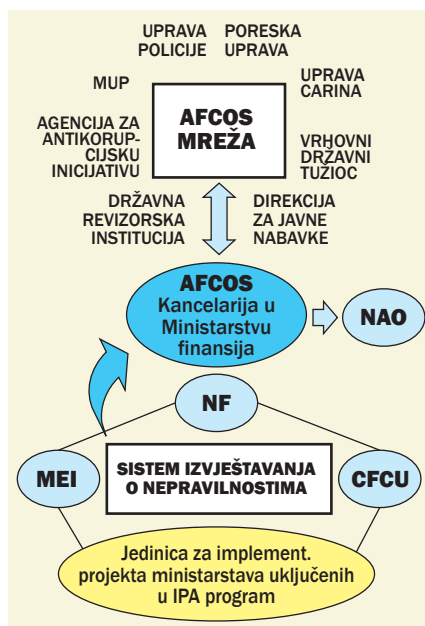 UPRAVA
POLICIJE
PORESKA
UPRAVA
MUP
UPRAVA
CARINA
AFCOS
MREŽA
AGENCIJA ZA
ANTIKORUP-
CIJSKU
INICIJATIVU
VRHOVNI
DRŽAVNI
TUŽIOC
DRŽAVNA
REVIZORSKA
INSTITUCIJA
DIREKCIJA
ZA JAVNE
NABAVKE
AFCOS
Kancelarija u
Ministarstvu
finansija
NAO
NF
MEI
SISTEM IZVJEŠTAVANJA
O NEPRAVILNOSTIMA
CFCU
Jedinica za implement.
projekta ministarstava uključenih
u IPA program